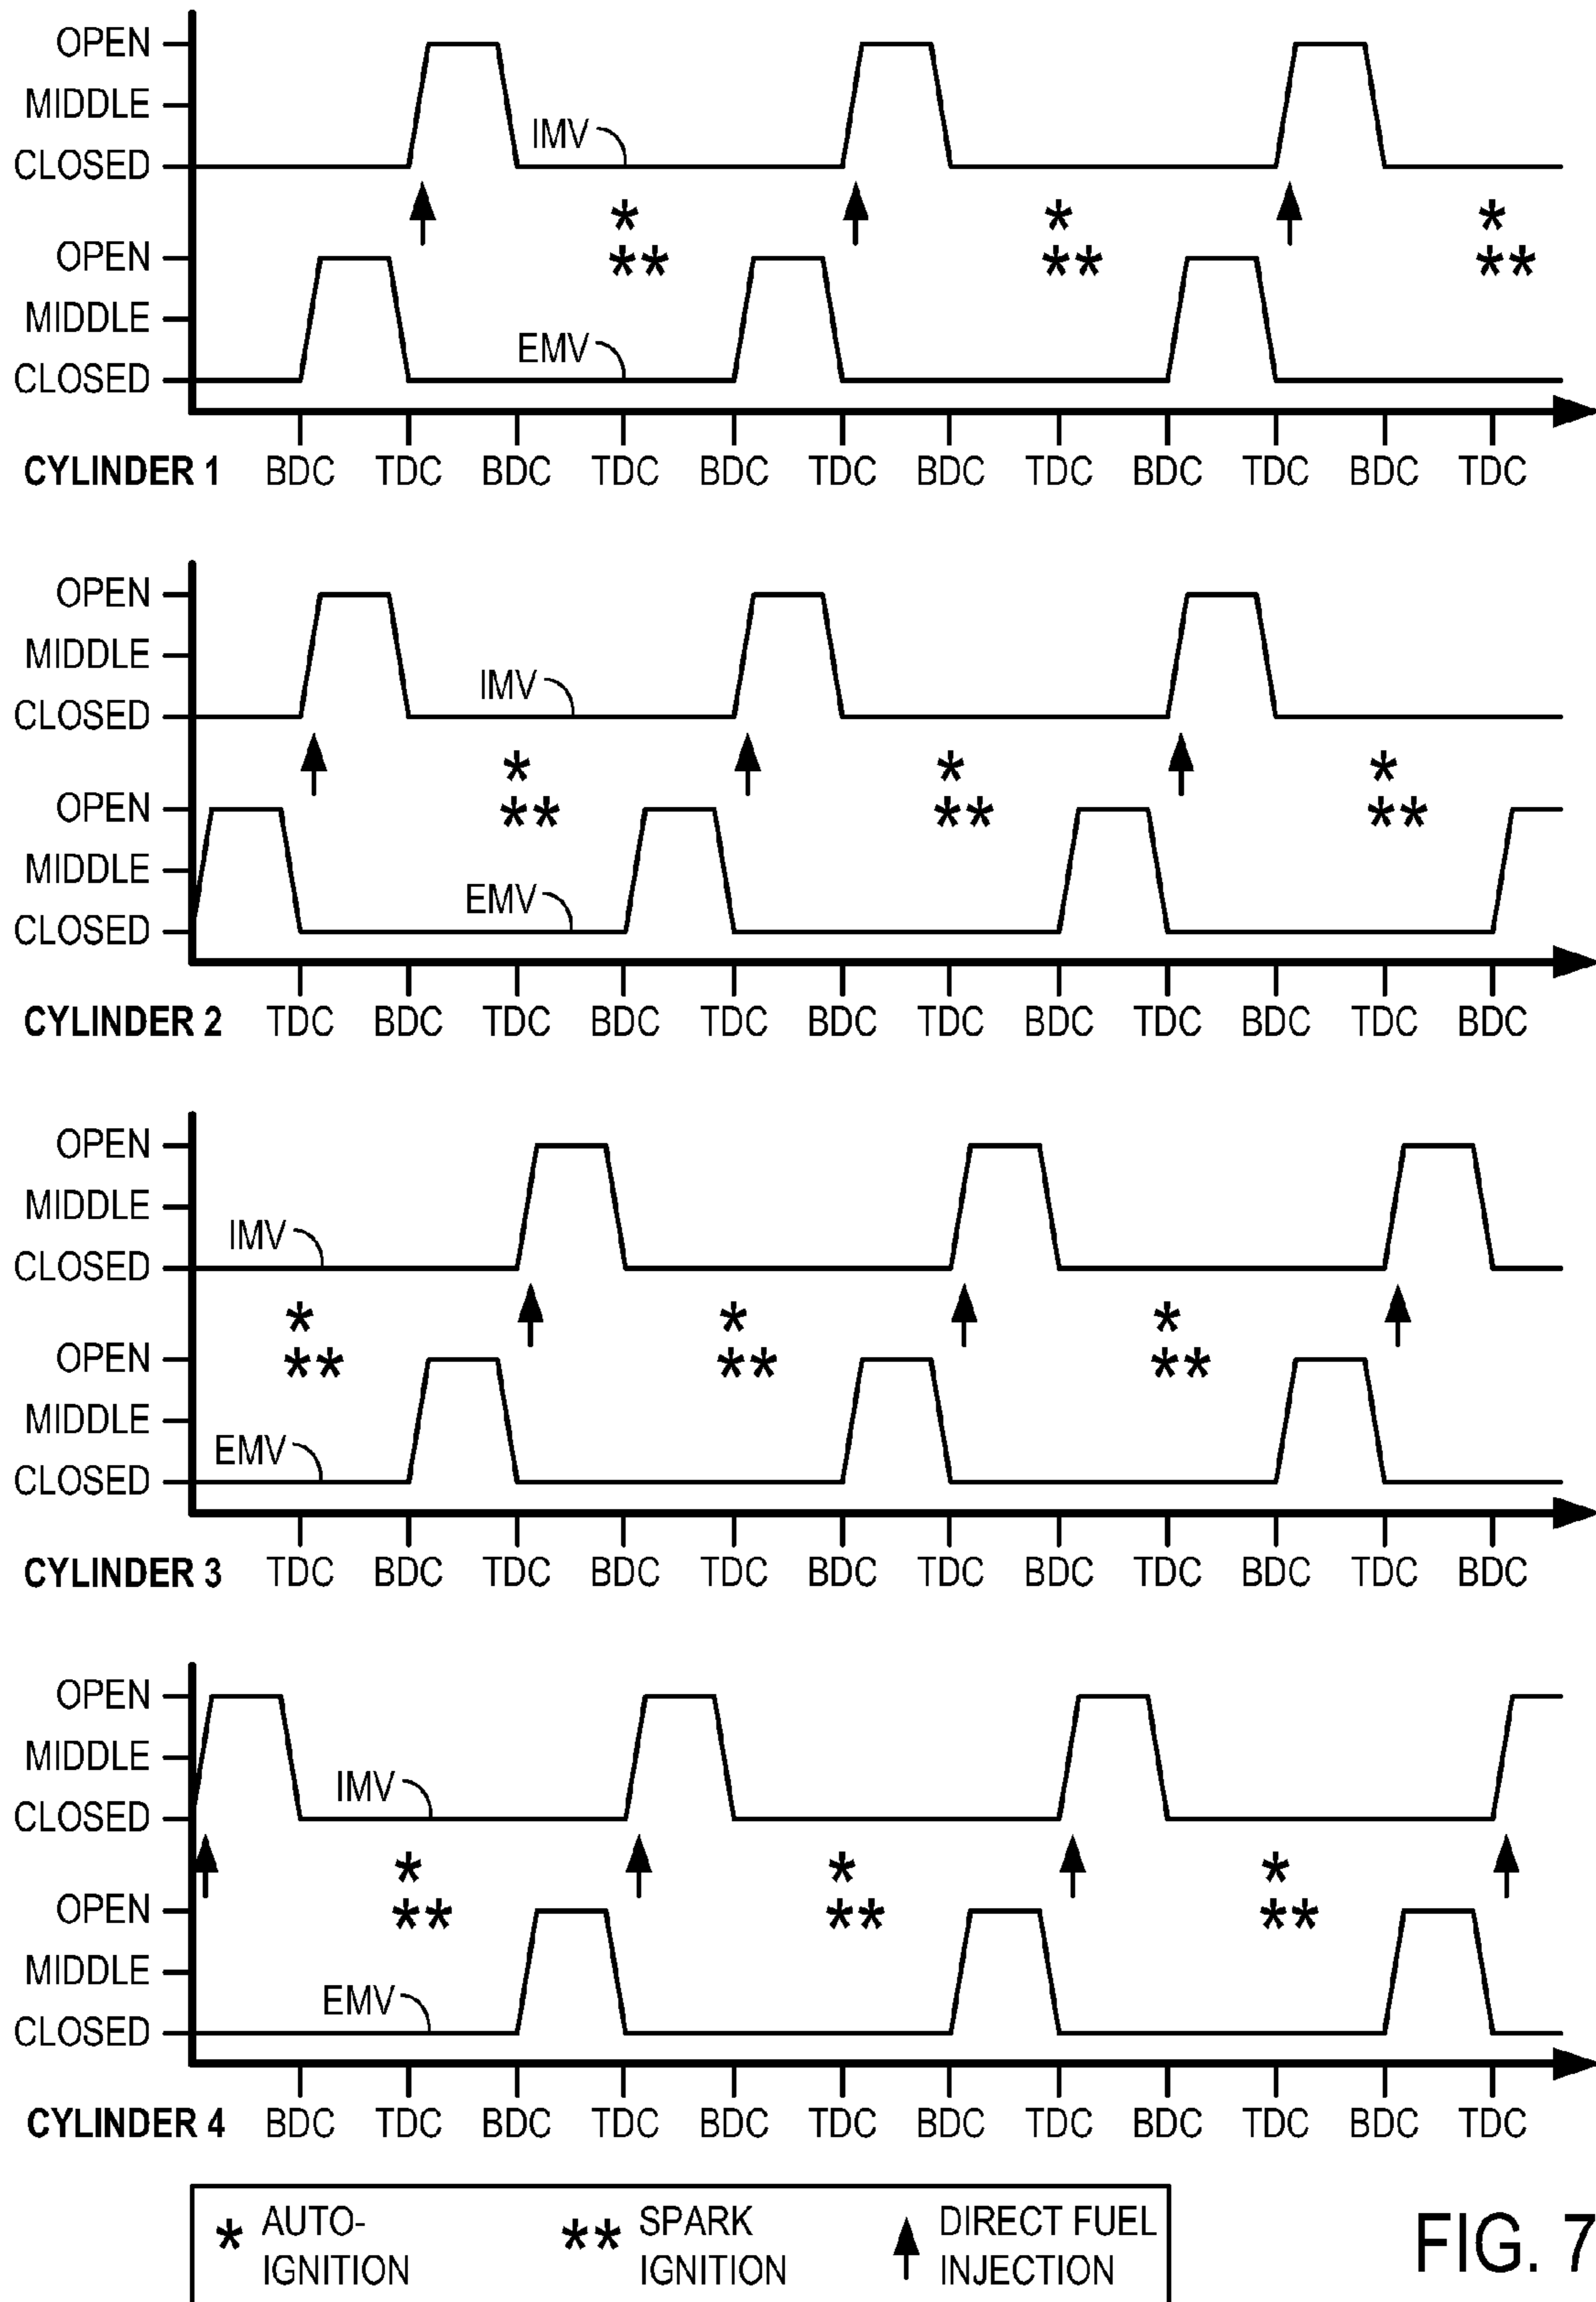 OPEN
MIDDLE
CLOSED
IMV
*
**
*
**
*
**
OPEN
MIDDLE
CLOSED
EMV
CYLINDER 1 BDC TDC BDC TDC BDC TDC BDC TDC BDC TDC BDC TDC
OPEN
MIDDLE
CLOSED
IMV
*
**
*
**
*
**
OPEN
MIDDLE
CLOSED
EMV
CYLINDER 2 TDC BDC TDC BDC TDC BDC TDC BDC TDC BDC TDC BDC
OPEN
MIDDLE
CLOSED
IMV
*
**
*
**
*
**
OPEN
MIDDLE
CLOSED
EMV
CYLINDER 3 TDC BDC TDC BDC TDC BDC TDC BDC TDC BDC TDC BDC
OPEN
MIDDLE
CLOSED
IMV
*
**
*
**
*
**
OPEN
MIDDLE
CLOSED
EMV
CYLINDER 4 BDC TDC BDC TDC BDC TDC BDC TDC BDC TDC BDC TDC
* AUTO-
IGNITION
** SPARK
IGNITION
DIRECT FUEL
INJECTION
FIG. 7